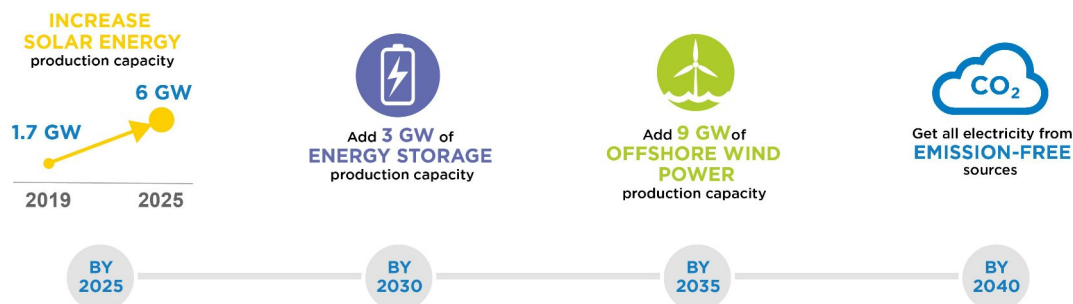 INCREASE
SOLAR ENERGY
production capacity
6 GW
1.7 GW
2019 2025
Add 3 GW of
ENERGY STORAGE
production capacity
Add 9 GW of
OFFSHORE WIND
POWER
production capacity
CO₂
Get all electricity from
EMISSION-FREE
sources
BY
2025
BY
2030
BY
2035
BY
2040